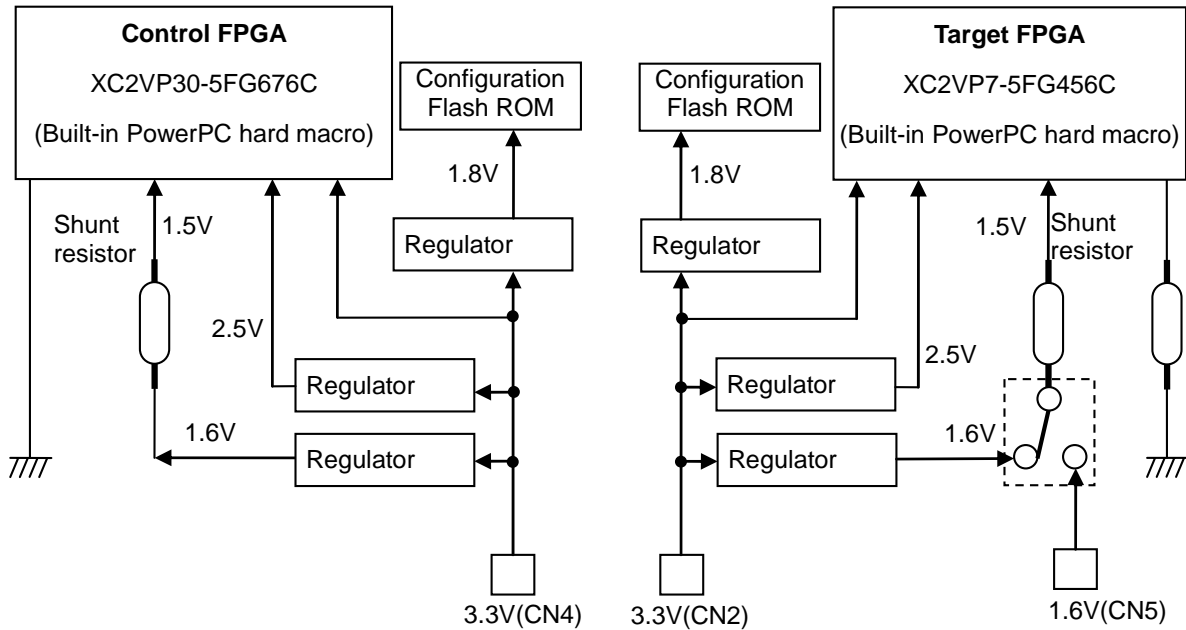 Control FPGA
XC2VP30-5FG676C
(Built-in PowerPC hard macro)
Configuration
Flash ROM
1.8V
Regulator
Shunt
resistor
1.5V
2.5V
Regulator
1.6V
Regulator
3.3V(CN4)
Target FPGA
XC2VP7-5FG456C
(Built-in PowerPC hard macro)
Configuration
Flash ROM
1.8V
Regulator
1.5V
Shunt
resistor
2.5V
Regulator
1.6V
Regulator
3.3V(CN2)
1.6V(CN5)